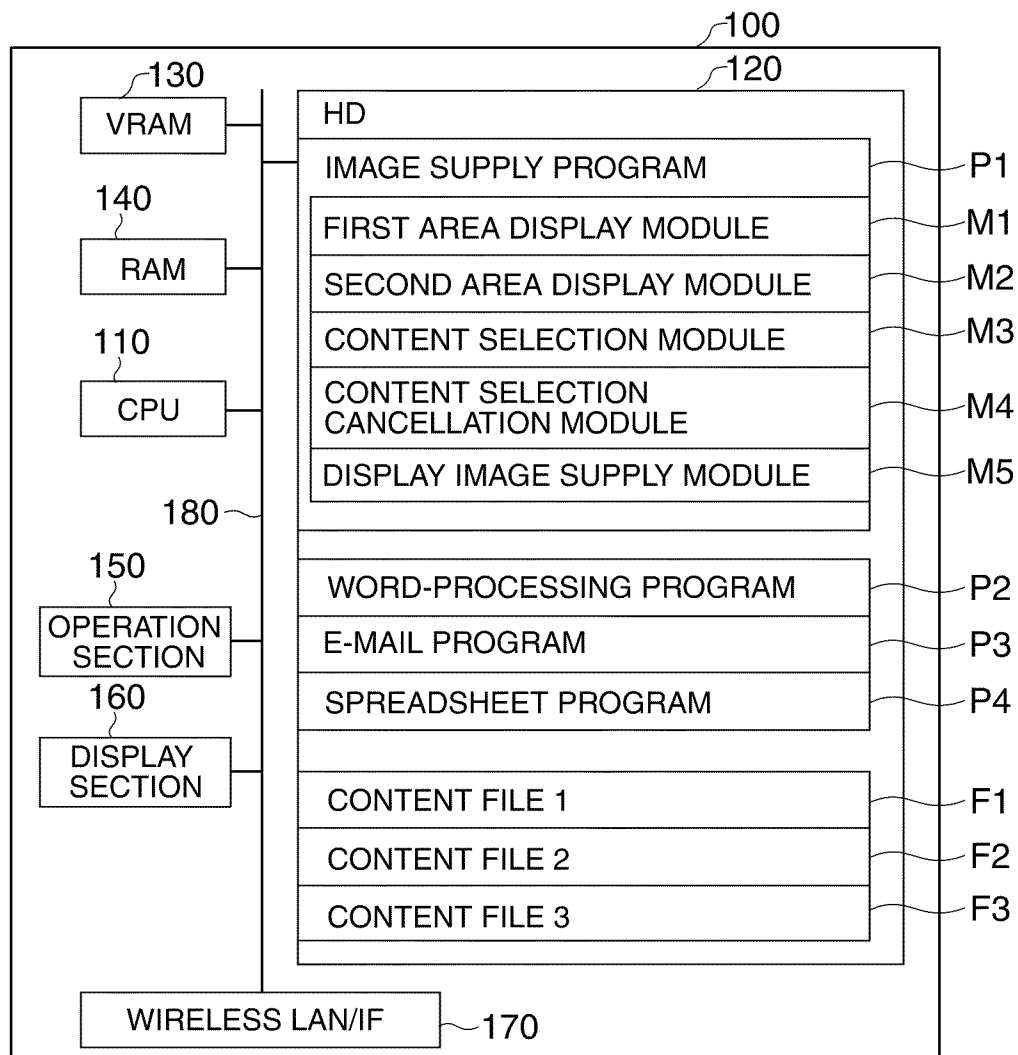 100
120
130
VRAM
HD
IMAGE SUPPLY PROGRAM
P1
140
RAM
FIRST AREA DISPLAY MODULE
M1
SECOND AREA DISPLAY MODULE
M2
110
CPU
CONTENT SELECTION MODULE
M3
CONTENT SELECTION
CANCELLATION MODULE
M4
DISPLAY IMAGE SUPPLY MODULE
M5
180
150
OPERATION
SECTION
WORD-PROCESSING PROGRAM
P2
E-MAIL PROGRAM
P3
160
DISPLAY
SECTION
SPREADSHEET PROGRAM
P4
CONTENT FILE 1
F1
CONTENT FILE 2
F2
CONTENT FILE 3
F3
WIRELESS LAN/IF
170